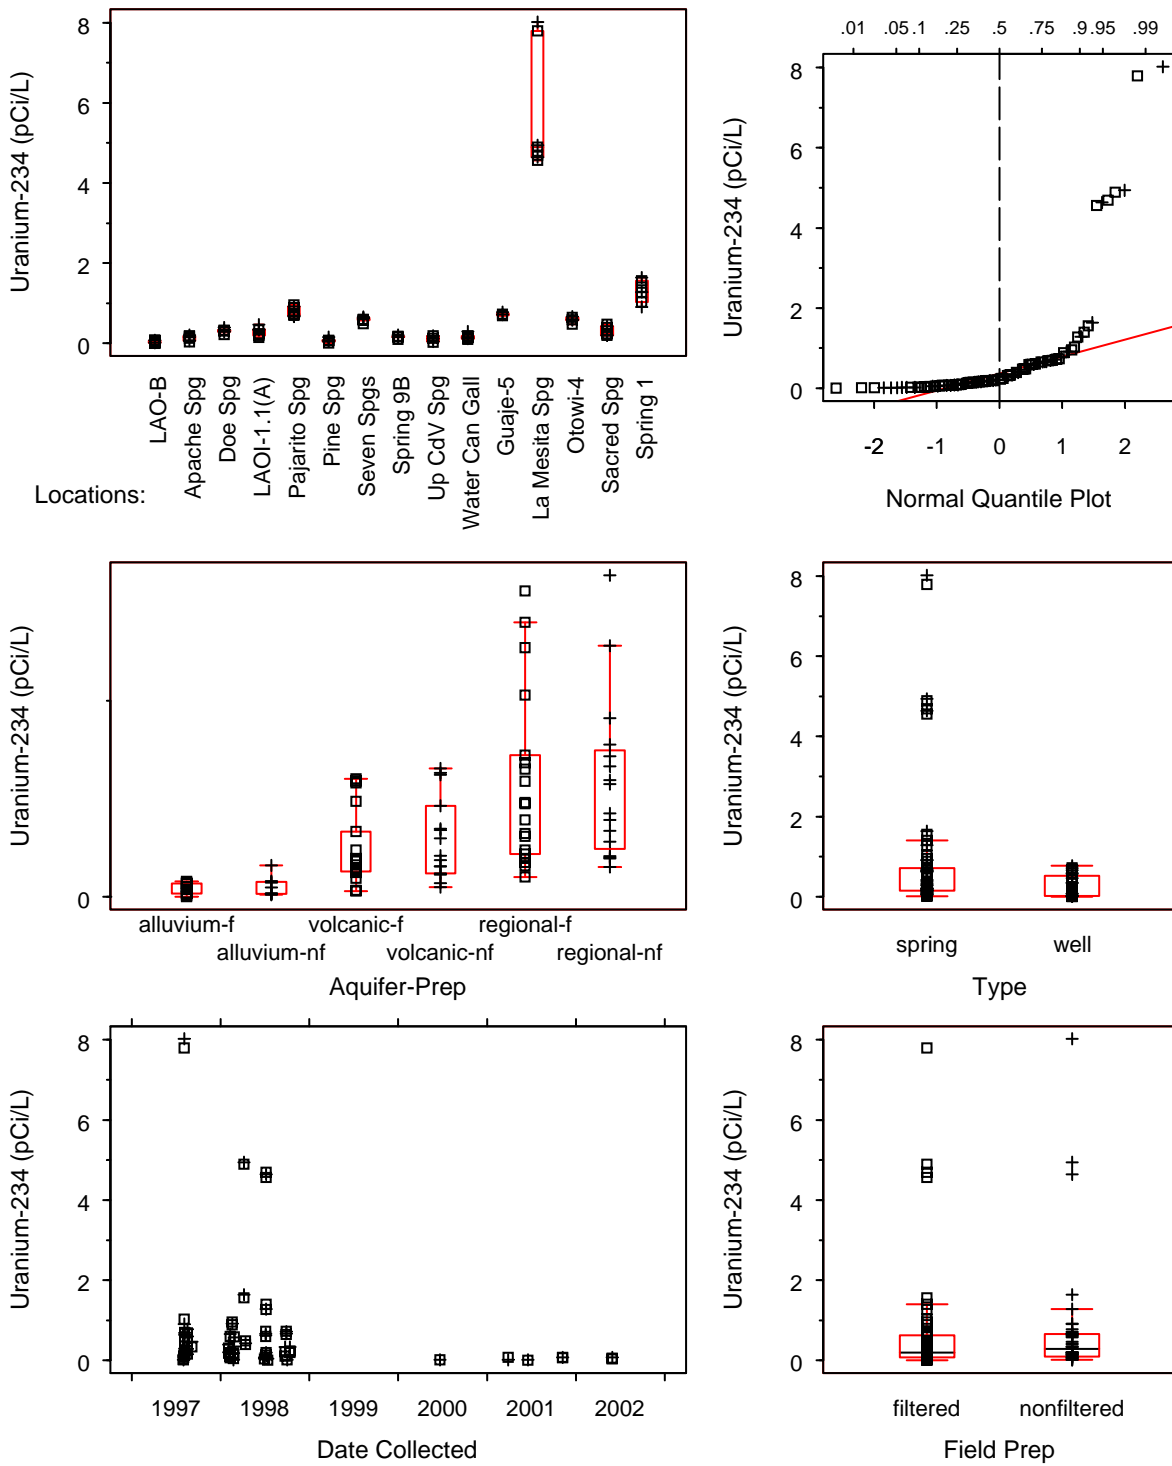 Uranium-234 (pCi/L)
8
6
4
2
0
LAO-B
Apache Spg
Doe Spg
LAOI-1.1(A)
Pajarito Spg
Pine Spg
Seven Spgs
Spring 9B
Up CdV Spg
Water Can Gall
Guaje-5
La Mesita Spg
Otowi-4
Sacred Spg
Spring 1
Locations:
.01 .05 .1 .25 .5 .75 .9 .95 .99
Uranium-234 (pCi/L)
8
6
4
2
0
-2 -1 0 1 2
Normal Quantile Plot
Uranium-234 (pCi/L)
0
alluvium-f volcanic-f regional-f
alluvium-nf volcanic-nf regional-nf
Aquifer-Prep
Uranium-234 (pCi/L)
8
6
4
2
0
spring well
Type
Uranium-234 (pCi/L)
8
6
4
2
0
1997 1998 1999 2000 2001 2002
Date Collected
Uranium-234 (pCi/L)
8
6
4
2
0
filtered nonfiltered
Field Prep